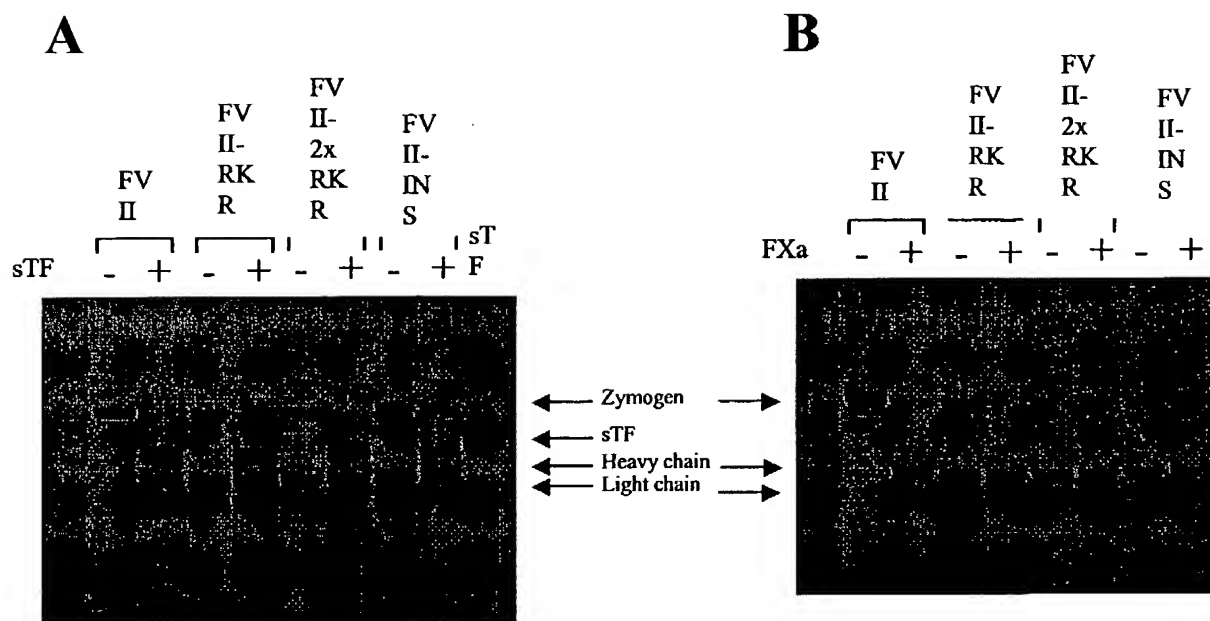 A
FV
II
FV
II-
RK
R
FV
II-
2x
RK
R
FV
II-
IN
S
sT
F
sTF - + - + - + - +
B
FV
II
FV
II-
RK
R
FV
II-
2x
RK
R
FV
II-
IN
S
FXa - + - + - + - +
Zymogen
sTF
Heavy chain
Light chain